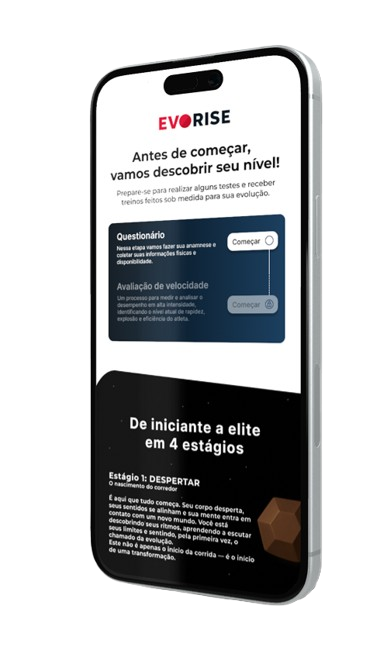 EVORISE
Antes de começar,
vamos descobrir seu nível!
Prepare-se para realizar alguns testes e receber
treinos feitos sob medida para sua evolução.
Questionário
Nessa etapa vamos fazer sua anamnese e
coletar suas informações físicas e
disponibilidade.
Começar
Avaliação de velocidade
Um processo para medir e analisar o
desempenho em alta intensidade,
identificando o nível atual de rapidez,
explosão e eficiência do atleta.
Começar
De iniciante a elite
em 4 estágios
Estágio 1: DESPERTAR
O nascimento do corredor
É aqui que tudo começa. Seu corpo desperta,
seus sentidos se alinham e sua mente entra em
contato com um novo mundo. Você está
descobrindo seus ritmos, aprendendo a escutar
seus limites e sentindo, pela primeira vez, o
chamado da evolução.
Este não é apenas o início da corrida — é o início
de uma transformação.